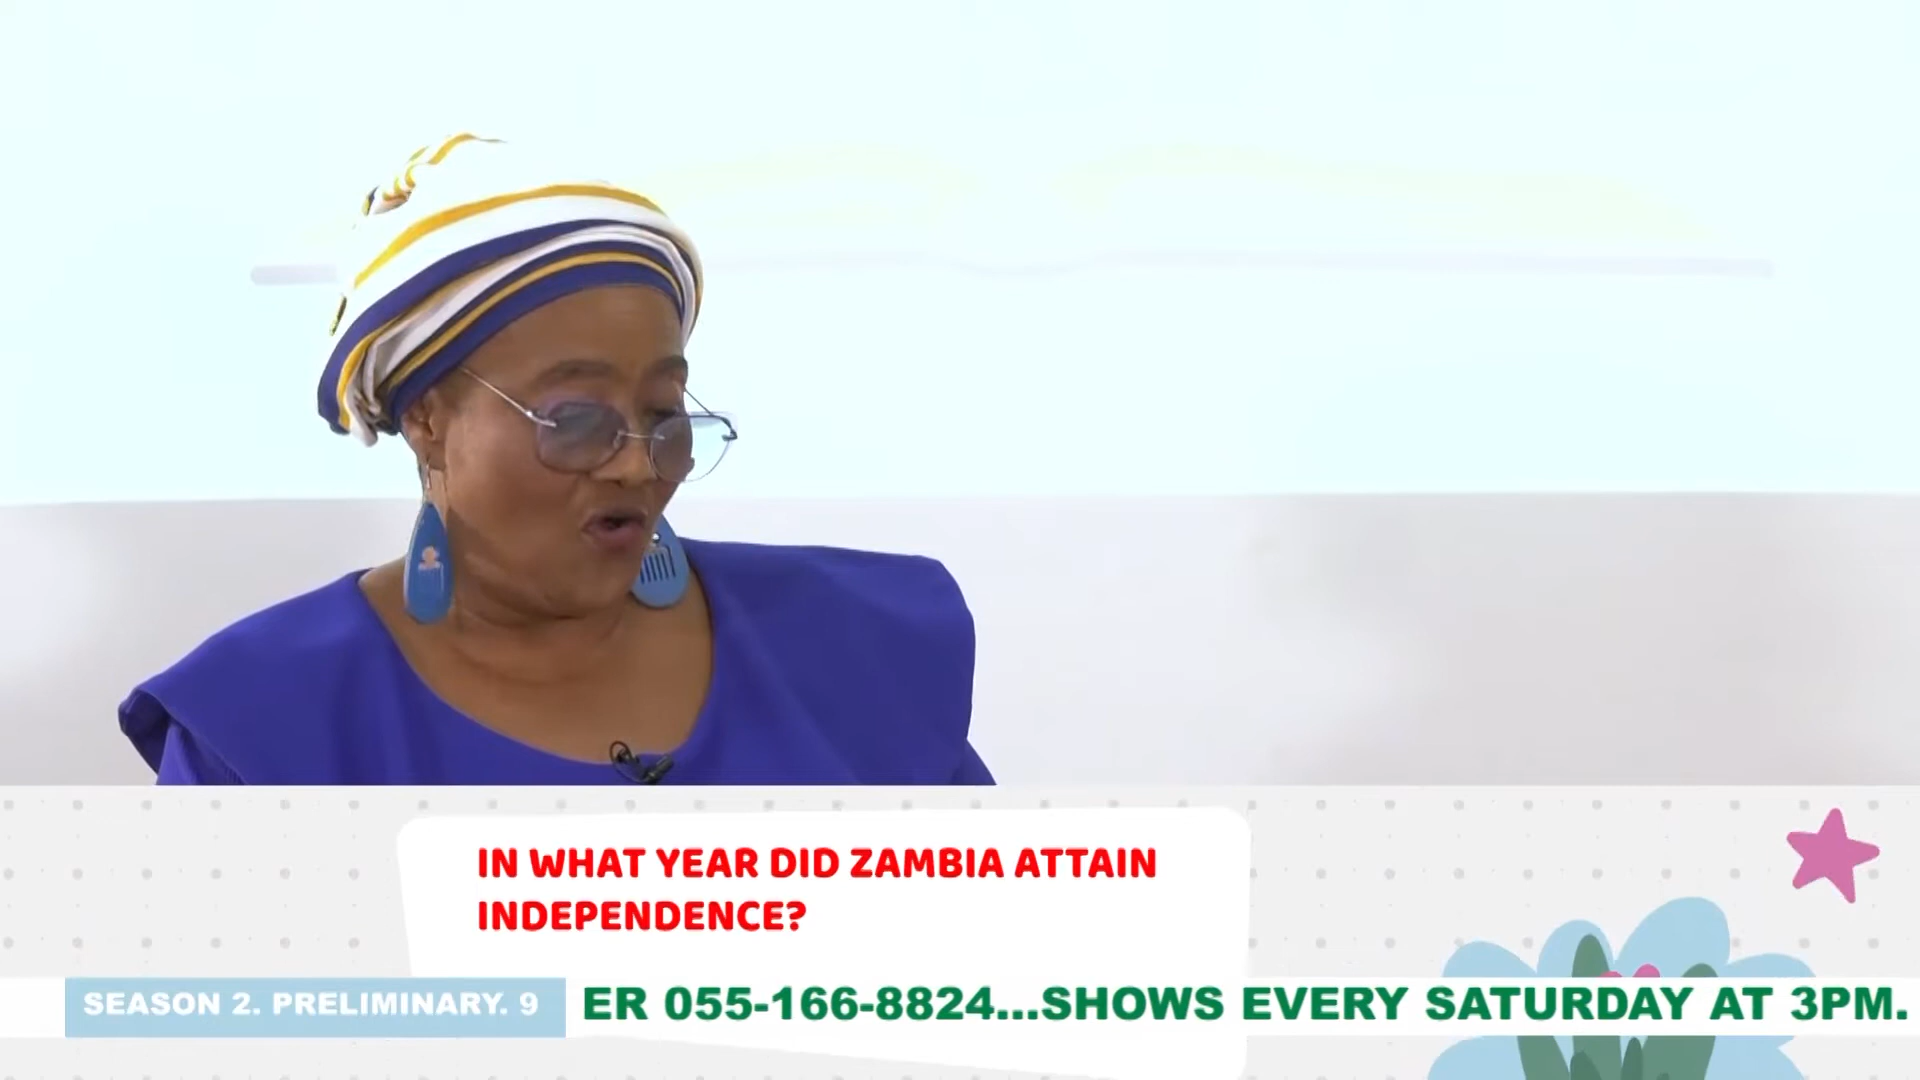 IN WHAT YEAR DID ZAMBIA ATTAIN
INDEPENDENCE?
SEASON 2. PRELIMINARY. 9
ER 055-166-8824...SHOWS EVERY SATURDAY AT 3PM.